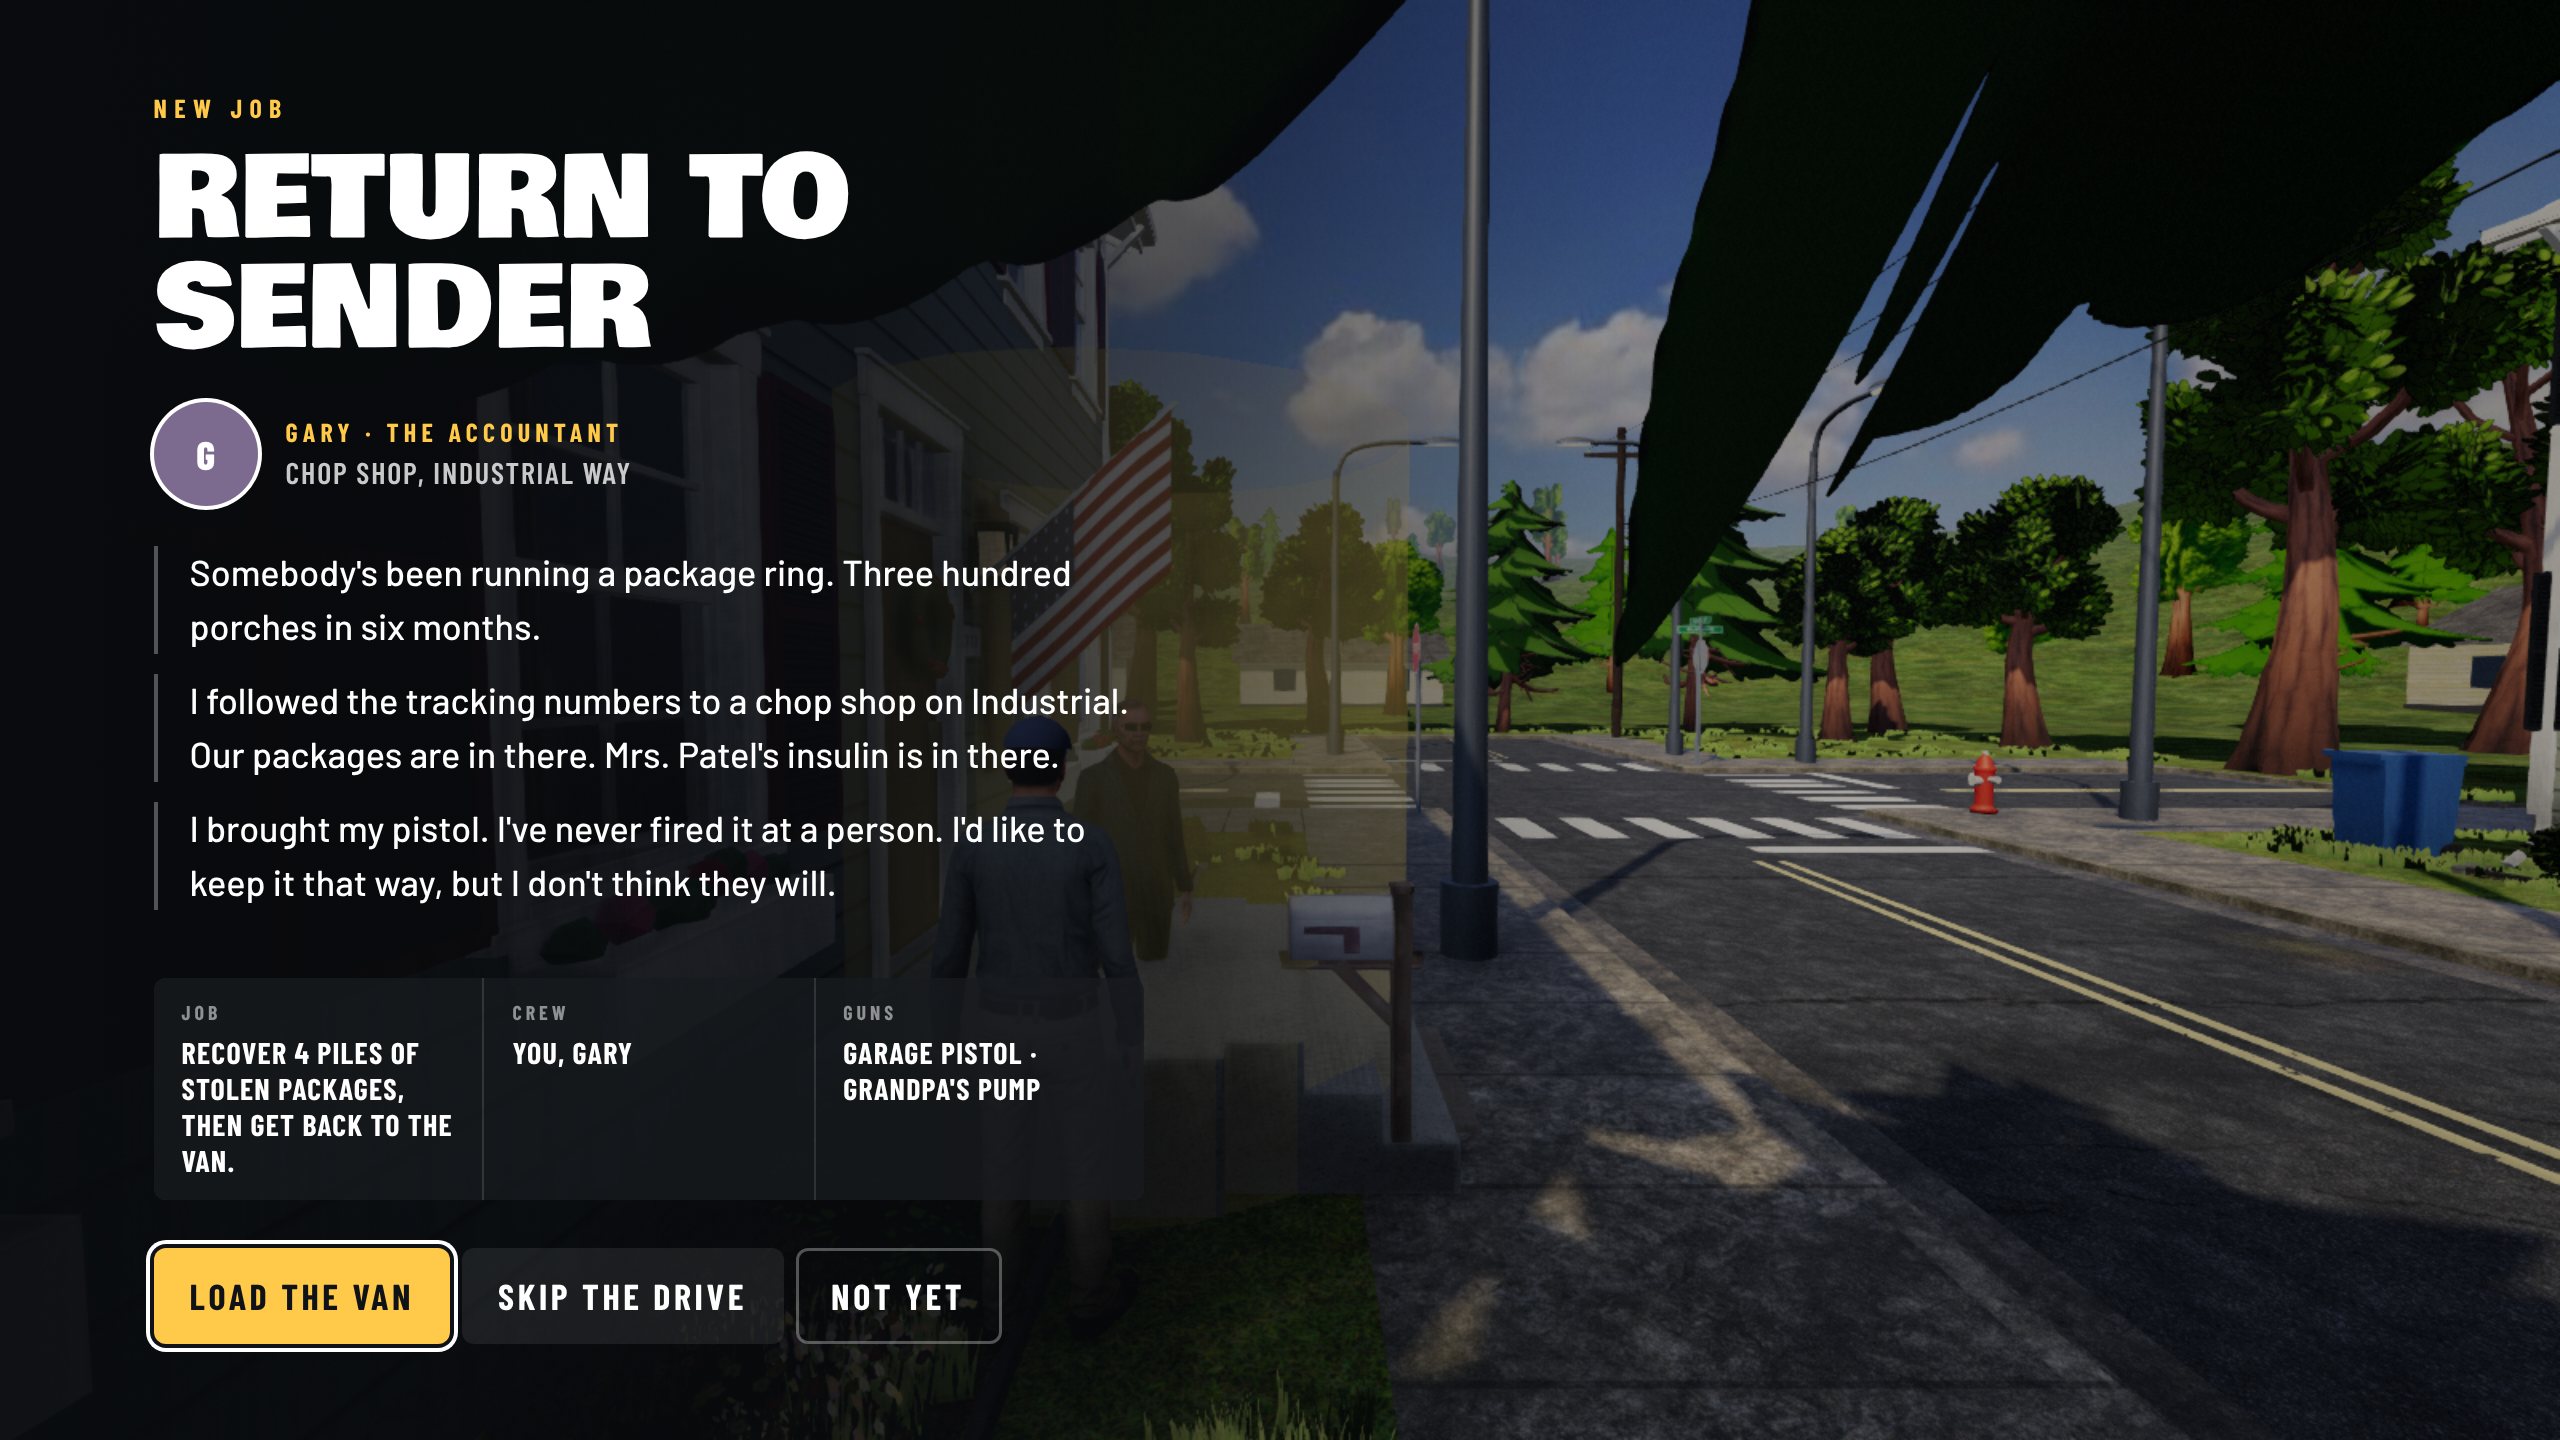 NEW JOB
RETURN TO
SENDER
G
GARY · THE ACCOUNTANT
CHOP SHOP, INDUSTRIAL WAY
Somebody's been running a package ring. Three hundred
porches in six months.
I followed the tracking numbers to a chop shop on Industrial.
Our packages are in there. Mrs. Patel's insulin is in there.
I brought my pistol. I've never fired it at a person. I'd like to
keep it that way, but I don't think they will.
JOB
RECOVER 4 PILES OF
STOLEN PACKAGES,
THEN GET BACK TO THE
VAN.
CREW
YOU, GARY
GUNS
GARAGE PISTOL ·
GRANDPA'S PUMP
LOAD THE VAN
SKIP THE DRIVE
NOT YET